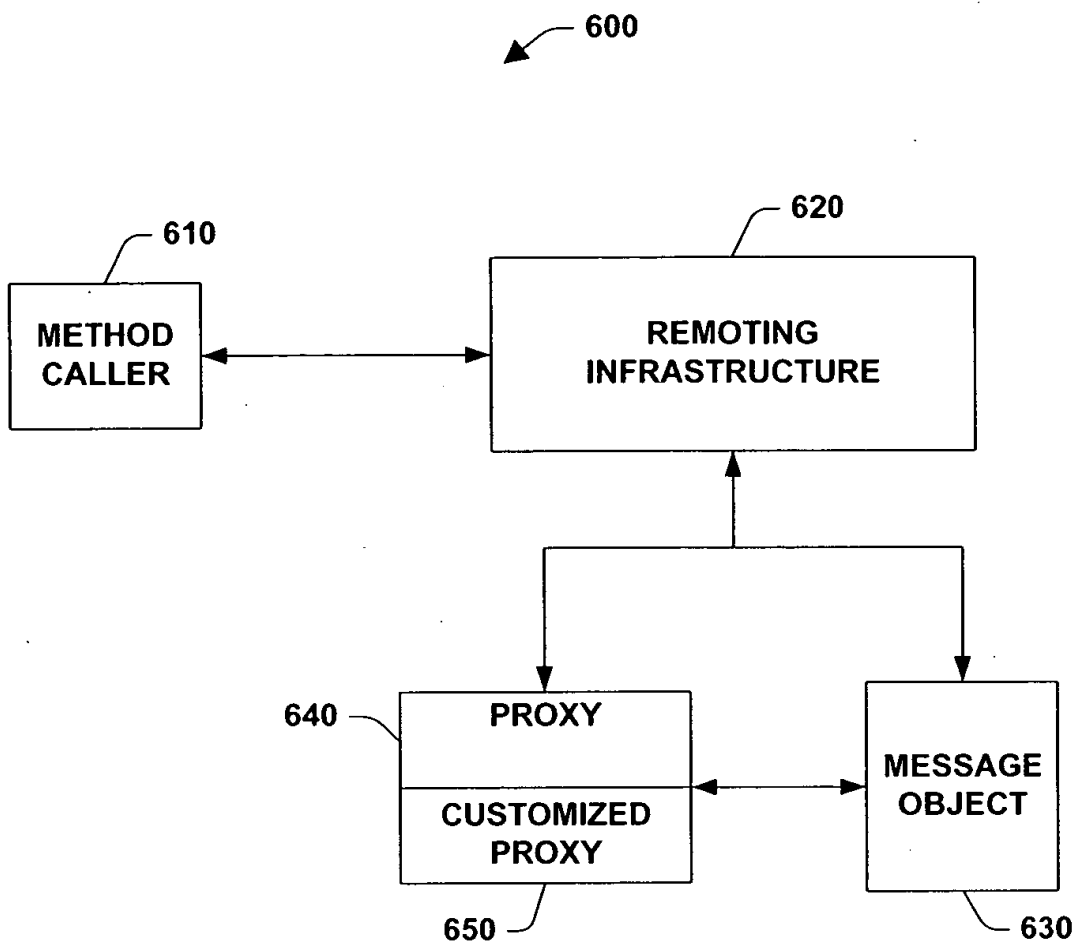 600
610
620
METHOD
CALLER
REMOTING
INFRASTRUCTURE
640
PROXY
CUSTOMIZED
PROXY
MESSAGE
OBJECT
650
630